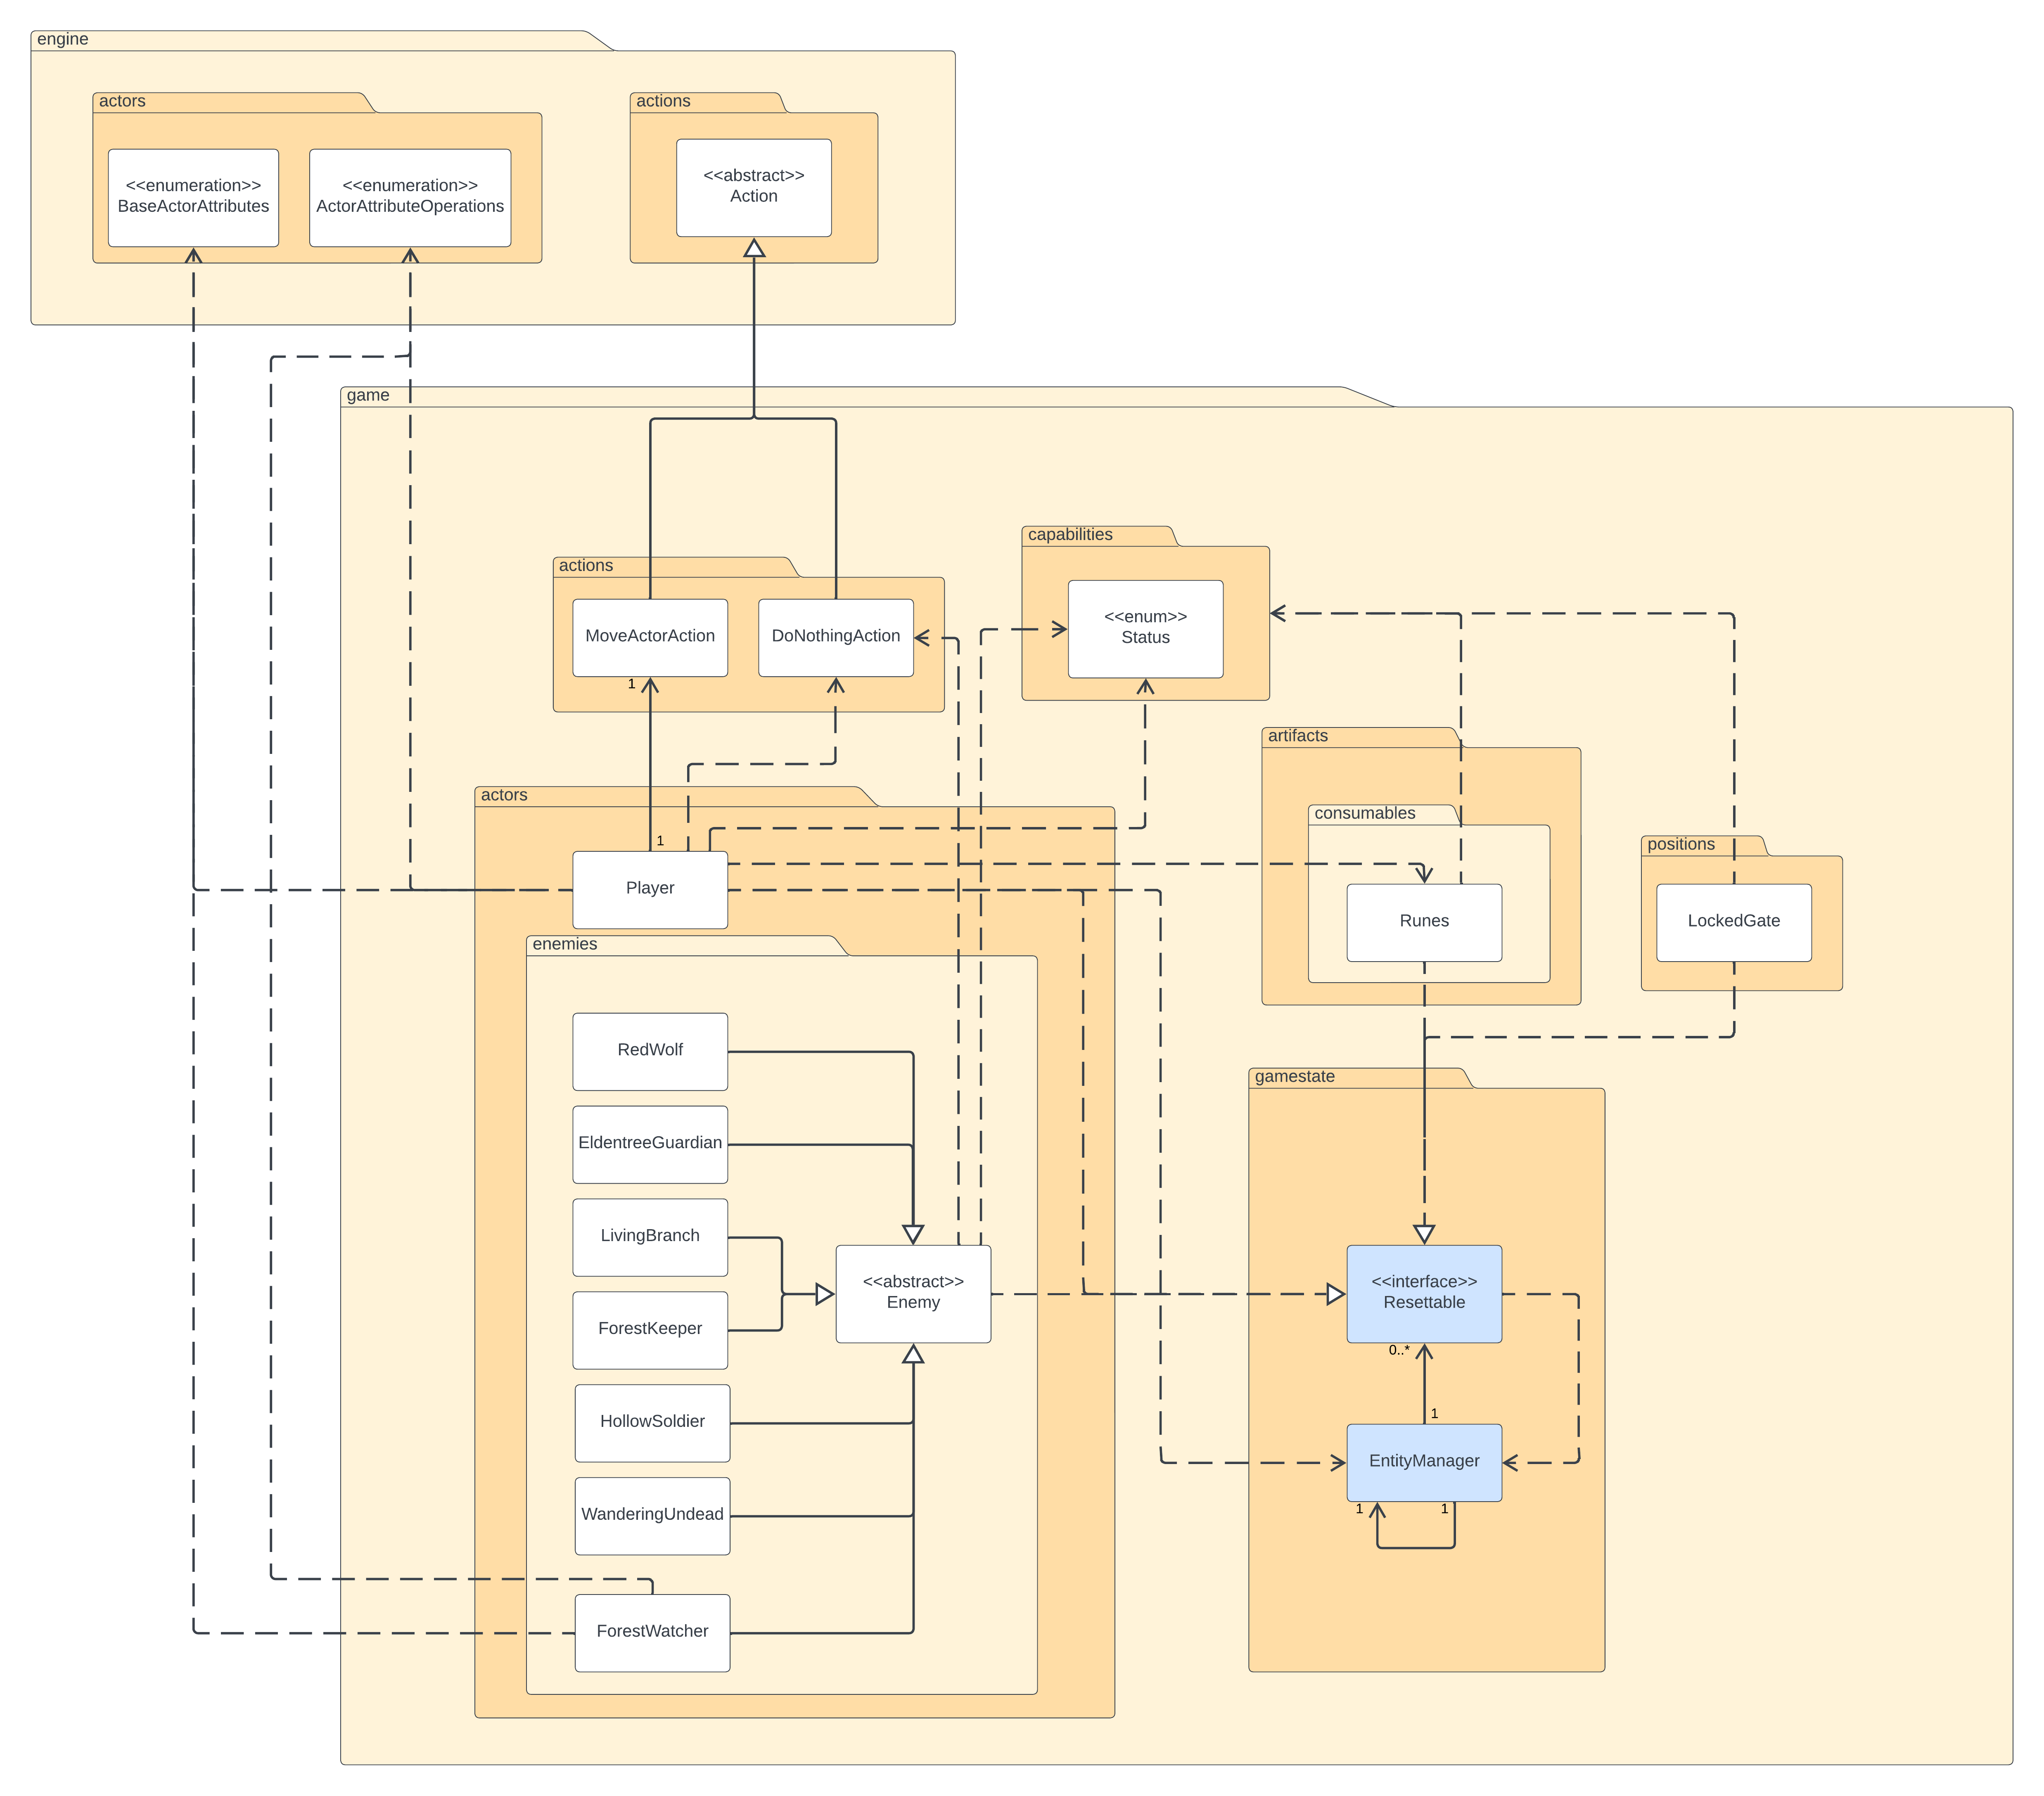 engine
actors
actions
<<enumeration>>
BaseActorAttributes
<<enumeration>>
ActorAttributeOperations
<<abstract>>
Action
game
capabilities
<<enum>>
Status
actions
MoveActorAction
DoNothingAction
1
artifacts
consumables
Runes
positions
LockedGate
actors
1
Player
enemies
RedWolf
EldentreeGuardian
LivingBranch
ForestKeeper
HollowSoldier
WanderingUndead
ForestWatcher
<<abstract>>
Enemy
gamestate
<<interface>>
Resettable
0..*
1
EntityManager
1
1